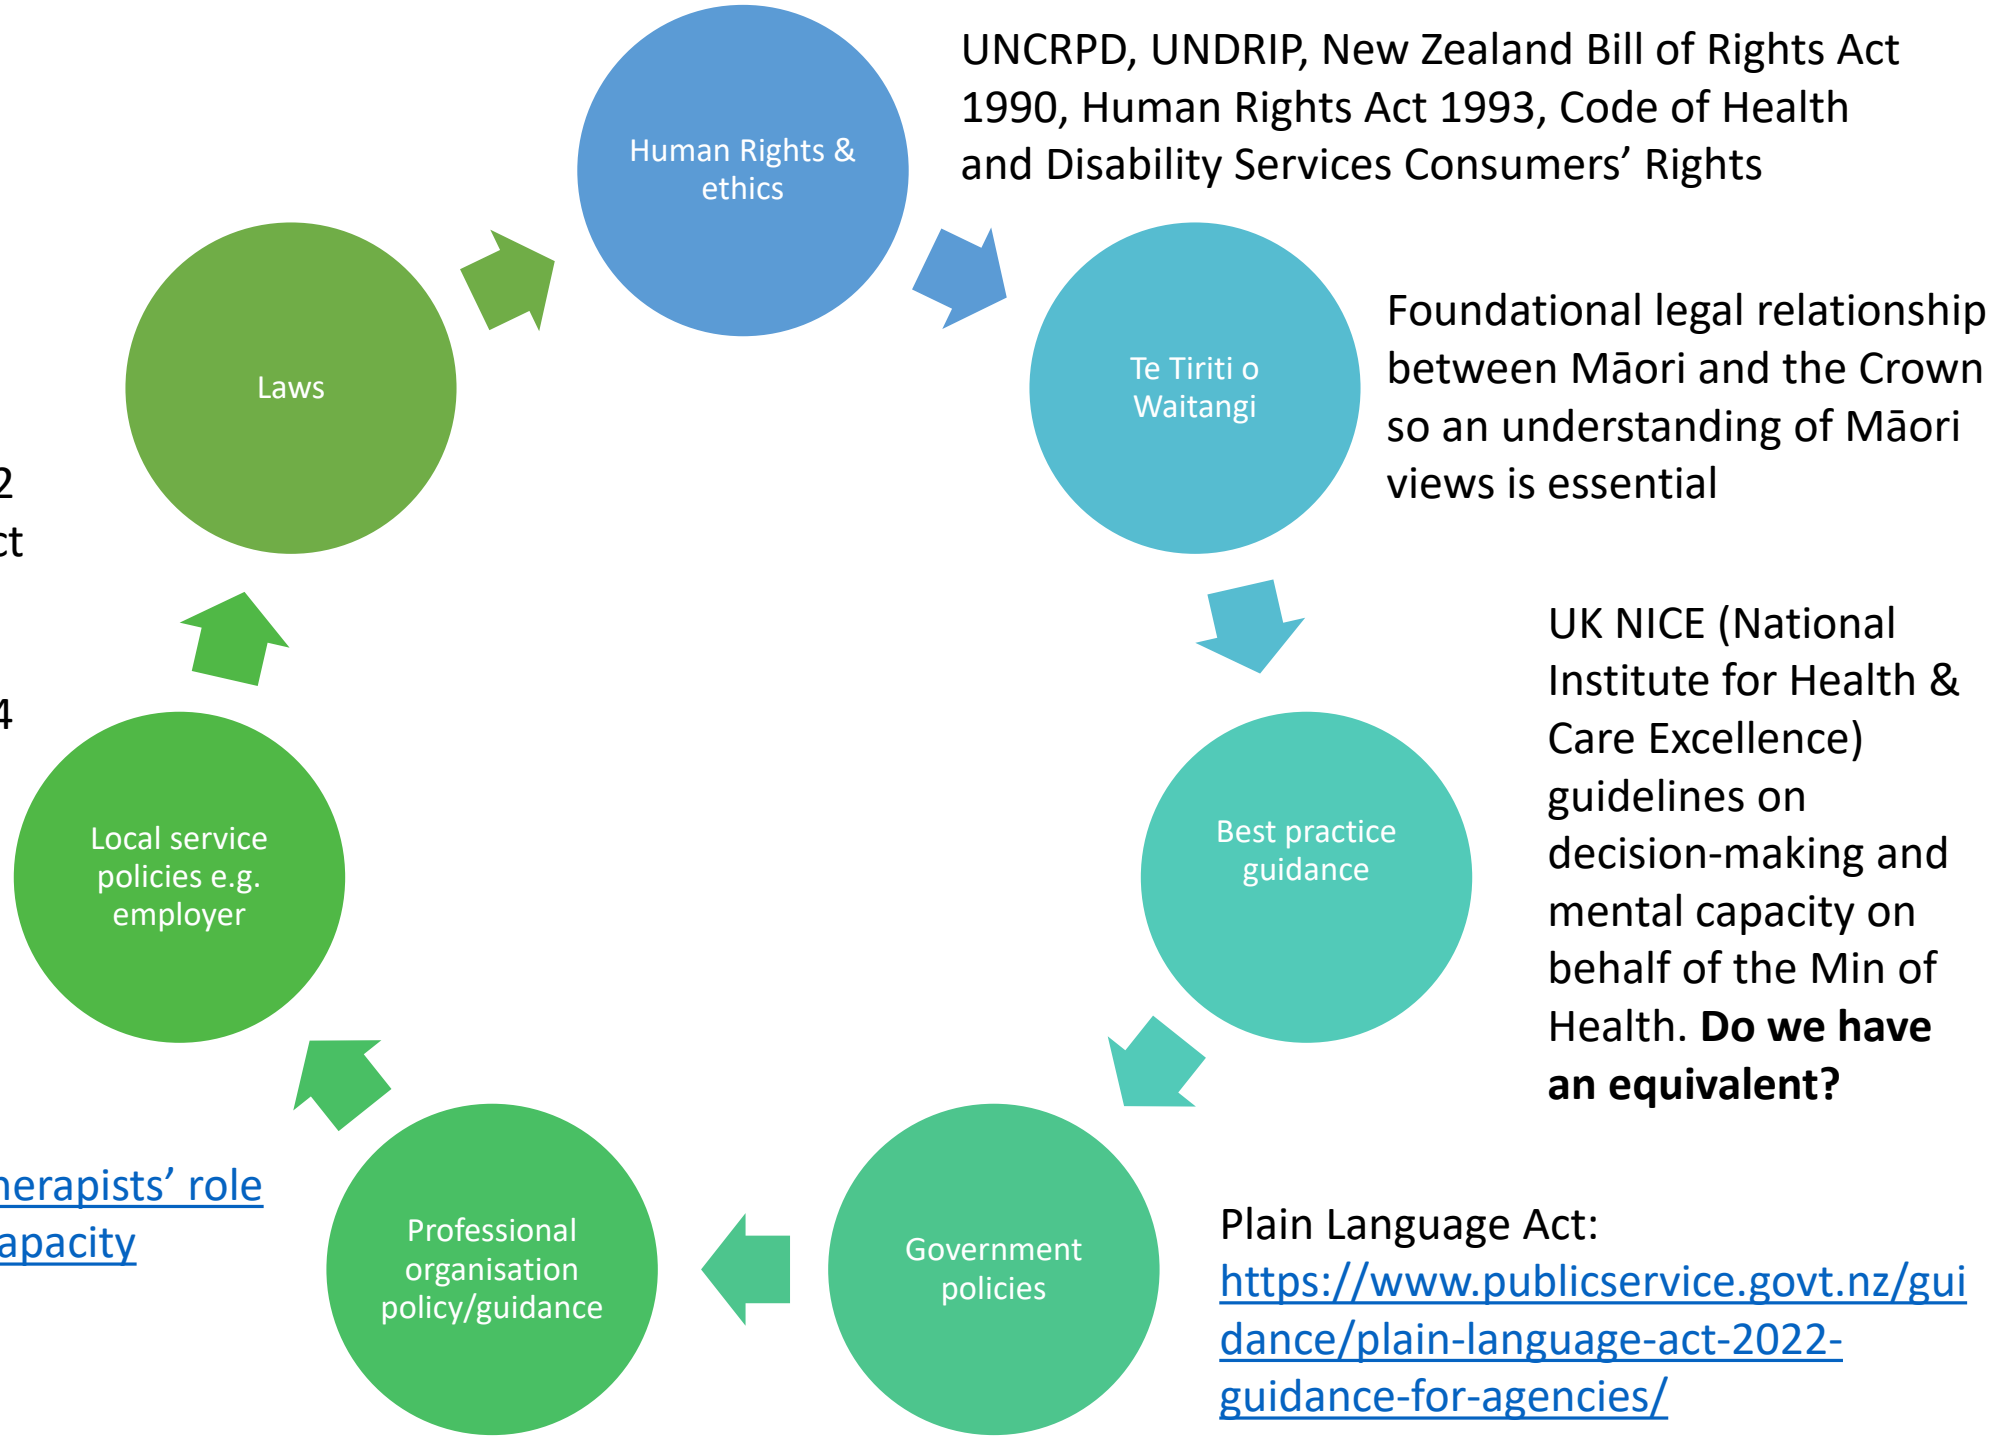 UNCRPD, UNDRIP, New Zealand Bill of Rights Act
1990, Human Rights Act 1993, Code of Health
and Disability Services Consumers’ Rights
Human Rights &
ethics
Foundational legal relationship
between Māori and the Crown
so an understanding of Māori
views is essential
Te Tiriti o
Waitangi
UK NICE (National
Institute for Health &
Care Excellence)
guidelines on
decision-making and
mental capacity on
behalf of the Min of
Health. Do we have
an equivalent?
Best practice
guidance
Plain Language Act:
https://www.publicservice.govt.nz/gui
dance/plain-language-act-2022-
guidance-for-agencies/
Government
policies
Professional
organisation
policy/guidance
role
Local service
policies e.g.
employer
Laws
2
4